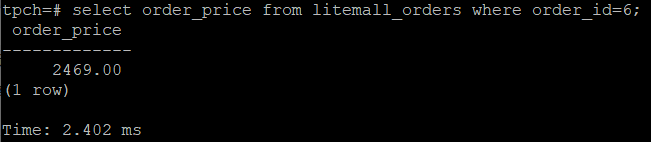 tpch=# select order_price from litemall_orders where order_id=6;
 order_price
-------------
     2469.00
(1 row)

Time: 2.402 ms